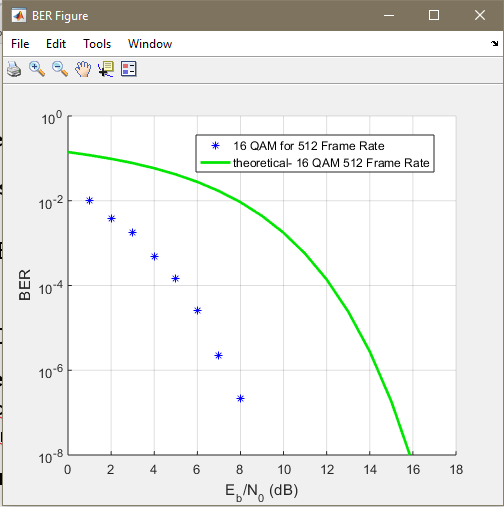 BER Figure
File Edit Tools Window
10^0
10^-2
10^-4
10^-6
10^-8
BER
16 QAM for 512 Frame Rate
theoretical- 16 QAM 512 Frame Rate
0 2 4 6 8 10 12 14 16 18
E_b/N_0 (dB)